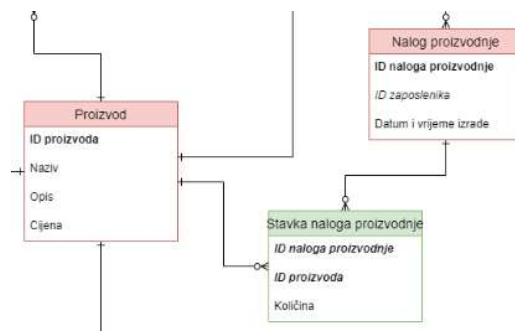 Nalog proizvodnje
ID naloga proizvodnje
ID zaposlenika
Datum i vrijeme izrade
Proizvod
ID proizvoda
Naziv
Opis
Cijena
Stavka naloga proizvodnje
ID naloga proizvodnje
ID proizvoda
Količina